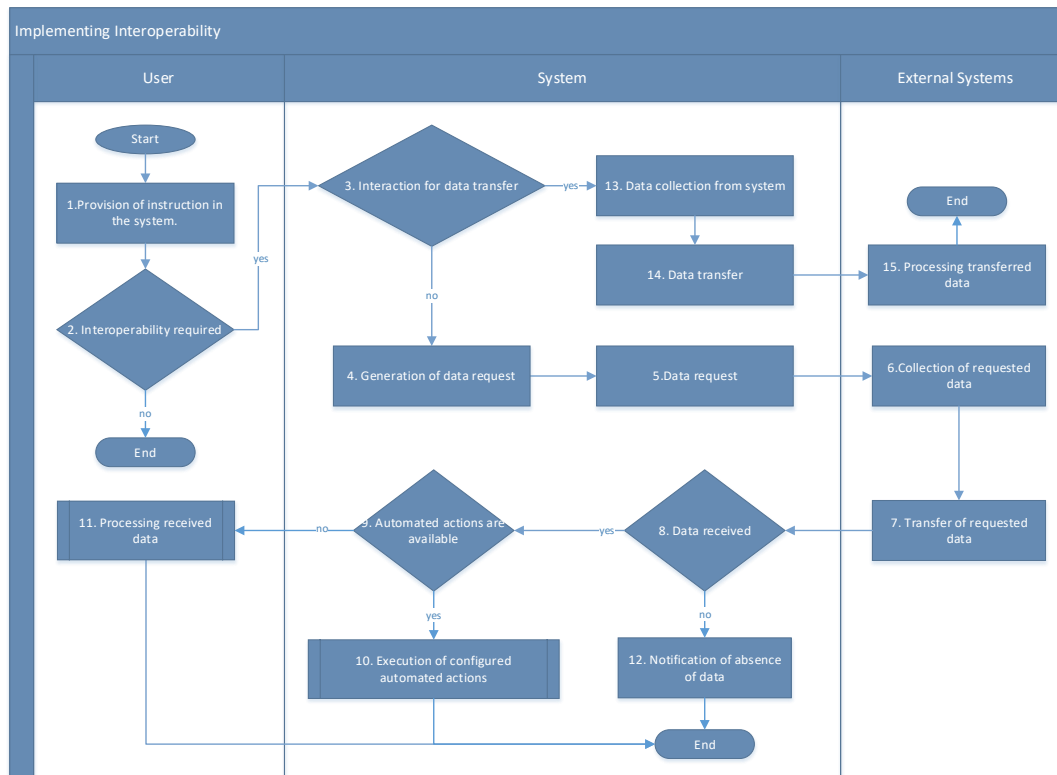 Implementing Interoperability
User
System
External Systems
Start
1.Provision of instruction in
the system.
2. Interoperability required
yes
no
End
3. Interaction for data transfer
yes
no
13. Data collection from system
14. Data transfer
End
15. Processing transferred
data
4. Generation of data request
5.Data request
6.Collection of requested
data
7. Transfer of requested
data
8. Data received
yes
no
9. Automated actions are
available
no
yes
11. Processing received
data
10. Execution of configured
automated actions
12. Notification of absence
of data
End